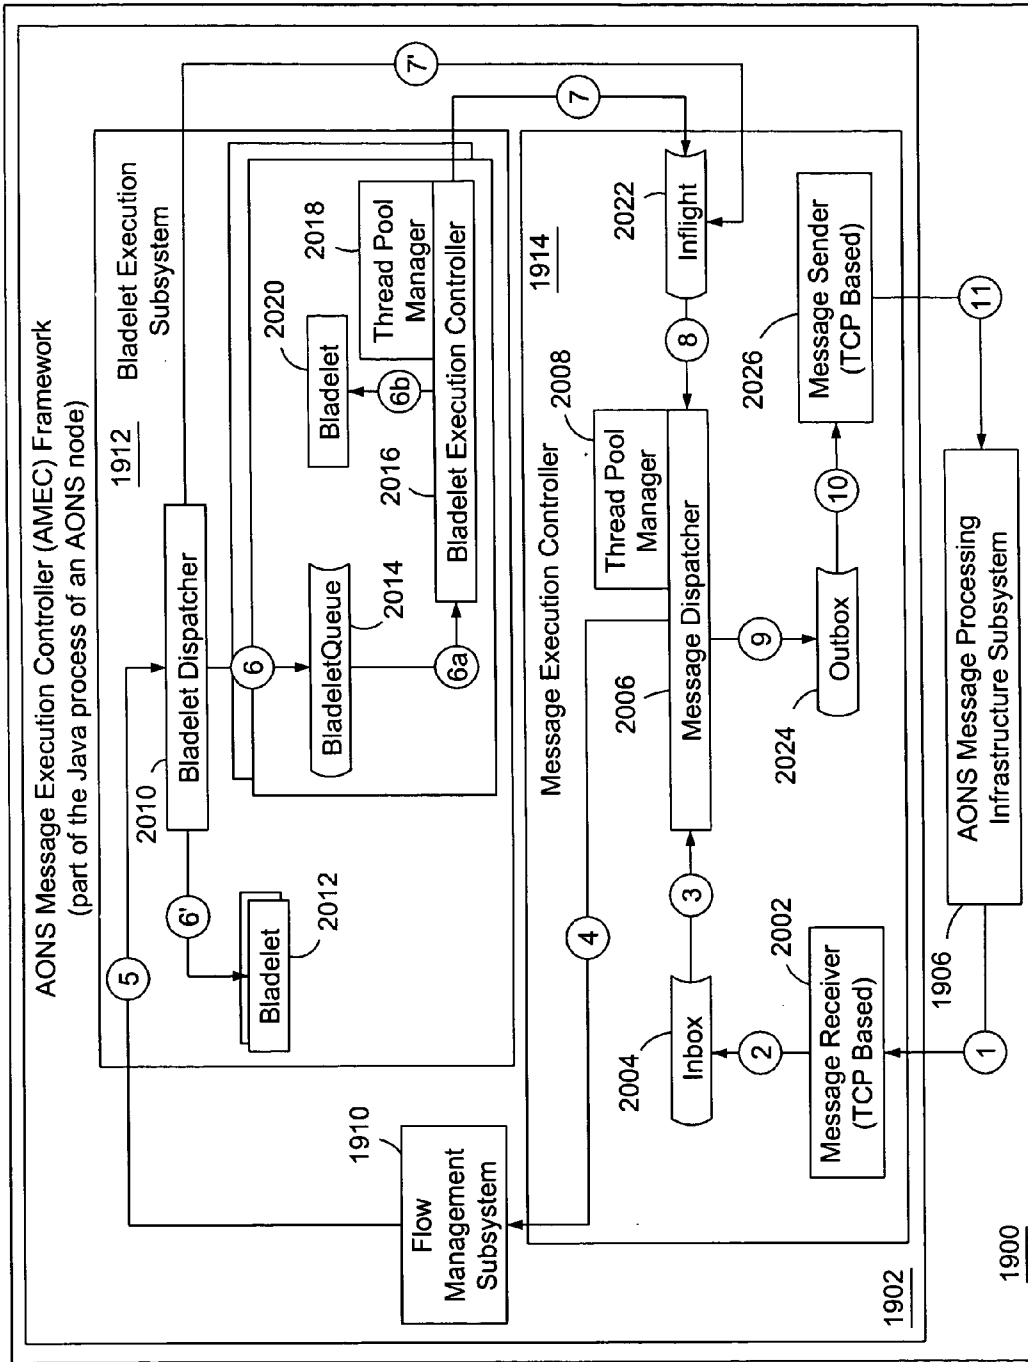 AONS Message Execution Controller (AMEC) Framework
(part of the Java process of an AONS node)
5
1910
Flow
Management
Subsystem
Bladelet Execution
Subsystem
1912
2010
Bladelet Dispatcher
6'
Bladelet
2012
7'
6
BladeletQueue
2014
6a
2020
Bladelet
6b
2018
Thread Pool
Manager
2016
Bladelet Execution Controller
7
4
Message Execution Controller
1914
2008
Thread Pool
Manager
2006
Message Dispatcher
8
Inflight
2022
3
2004
Inbox
2
2002
Message Receiver
(TCP Based)
9
2024
Outbox
10
2026
Message Sender
(TCP Based)
1902
1
11
1906
AONS Message Processing
Infrastructure Subsystem
1900